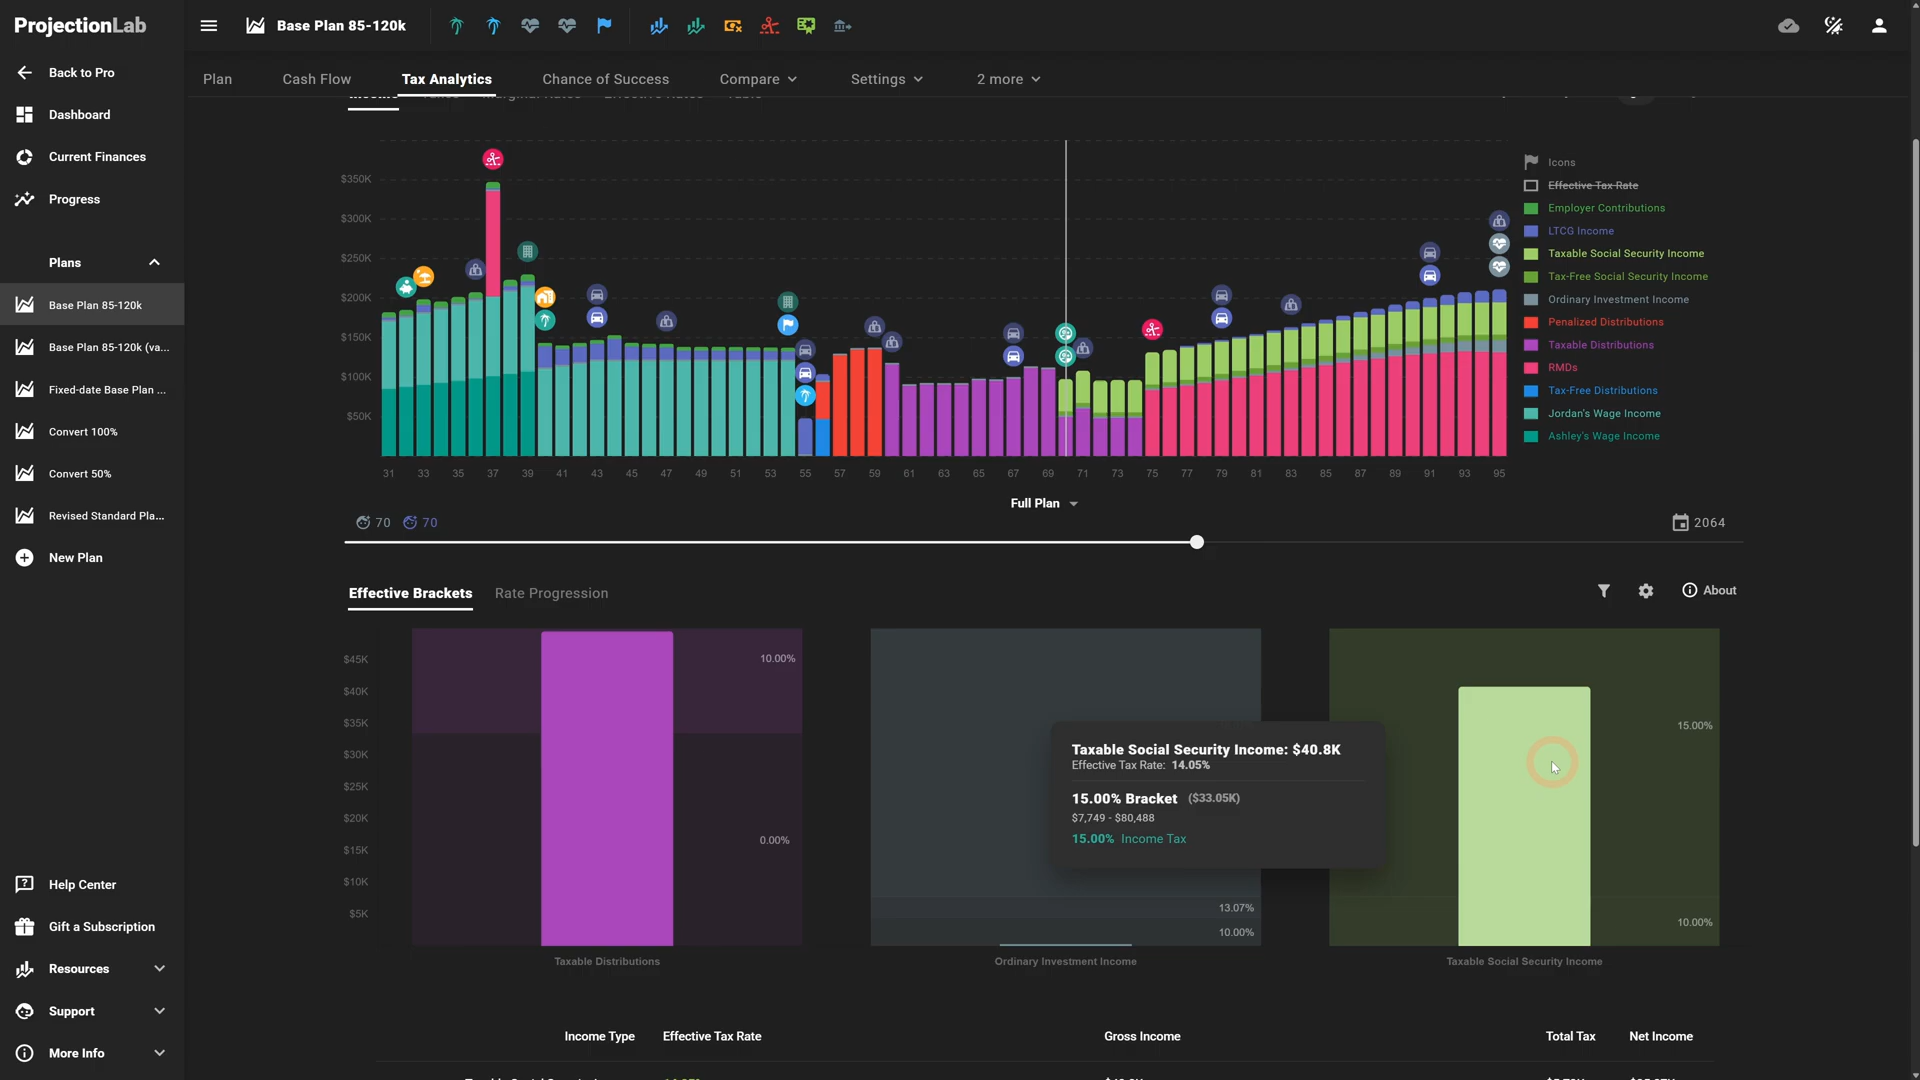 ProjectionLab
Base Plan 85-120k
Back to Pro
Plan
Cash Flow
Tax Analytics
Chance of Success
Compare
Settings
2 more
Dashboard
Current Finances
Progress
Plans
Base Plan 85-120k
Base Plan 85-120k (va...
Fixed-date Base Plan ...
Convert 100%
Convert 50%
Revised Standard Pla...
New Plan
Help Center
Gift a Subscription
Resources
Support
More Info
$350K
$300K
$250K
$200K
$150K
$100K
$50K
31 33 35 37 39 41 43 45 47 49 51 53 55 57 59 61 63 65 67 69 71 73 75 77 79 81 83 85 87 89 91 93 95
Icons
Effective Tax Rate
Employer Contributions
LTCG Income
Taxable Social Security Income
Tax-Free Social Security Income
Ordinary Investment Income
Penalized Distributions
Taxable Distributions
RMDs
Tax-Free Distributions
Jordan's Wage Income
Ashley's Wage Income
Full Plan
70 70
2064
Effective Brackets
Rate Progression
About
$45K
$40K
$35K
$30K
$25K
$20K
$15K
$10K
$5K
10.00%
0.00%
Taxable Distributions
13.07%
10.00%
Ordinary Investment Income
Taxable Social Security Income: $40.8K
Effective Tax Rate: 14.05%
15.00% Bracket ($33.05K)
$7,749 - $80,488
15.00% Income Tax
15.00%
10.00%
Taxable Social Security Income
Income Type
Effective Tax Rate
Gross Income
Total Tax
Net Income